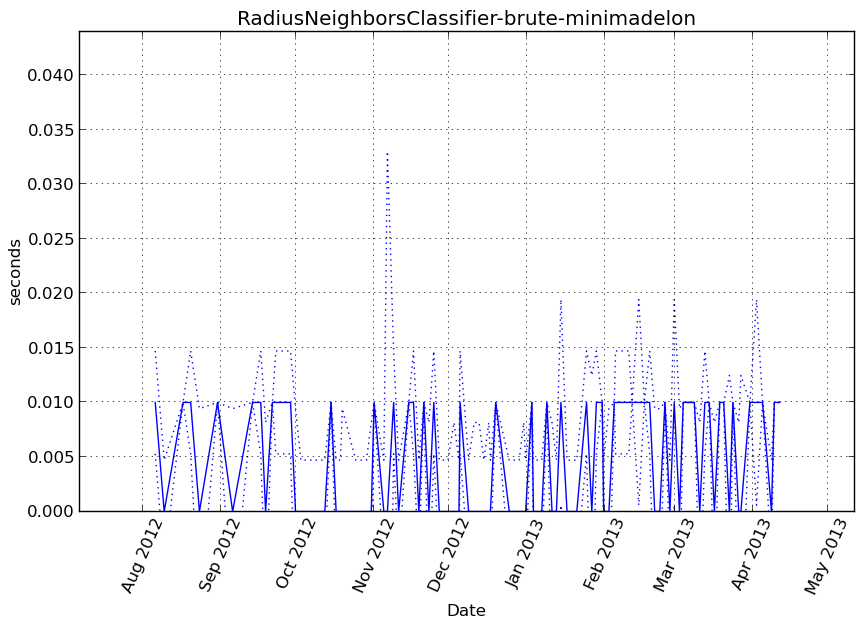 RadiusNeighborsClassifier-brute-minimadelon
0.040
0.035
0.030
0.025
0.020
0.015
0.010
0.005
0.000
seconds
Aug 2012
Sep 2012
Oct 2012
Nov 2012
Dec 2012
Jan 2013
Feb 2013
Mar 2013
Apr 2013
May 2013
Date